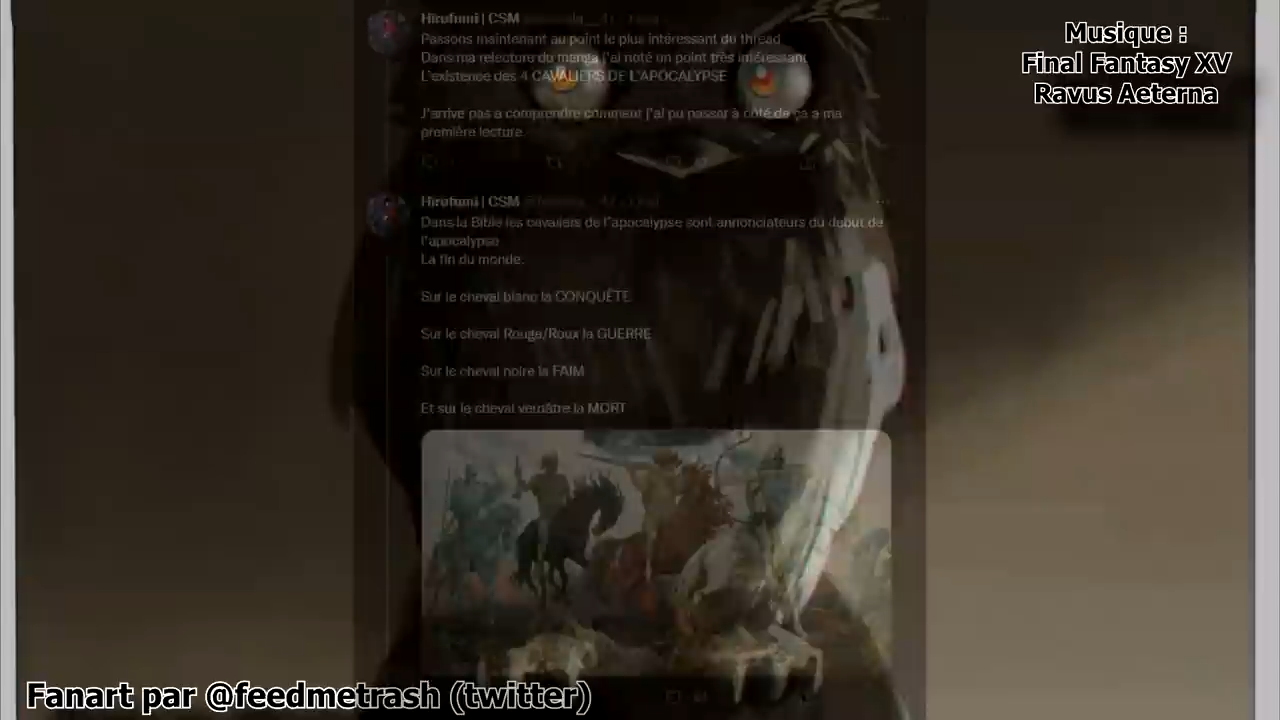 Musique :
Final Fantasy XV
Ravus Aeterna
Hirofumi | CSM
Passons maintenant au point le plus intéressant du thread
Dans ma relecture du manga j'ai noté un point très intéressant
L'existence des 4 CAVALIERS DE L'APOCALYPSE
J'arrive pas a comprendre comment j'ai pu passer à côté de ça a ma
première lecture.
Hirofumi | CSM
Dans la Bible les cavaliers de l'apocalypse sont annonciateurs du début de
l'apocalypse
La fin du monde.
Sur le cheval blanc la CONQUÊTE
Sur le cheval Rouge/Roux la GUERRE
Sur le cheval noire la FAIM
Et sur le cheval verdâtre la MORT
Fanart par @feedmetrash (twitter)